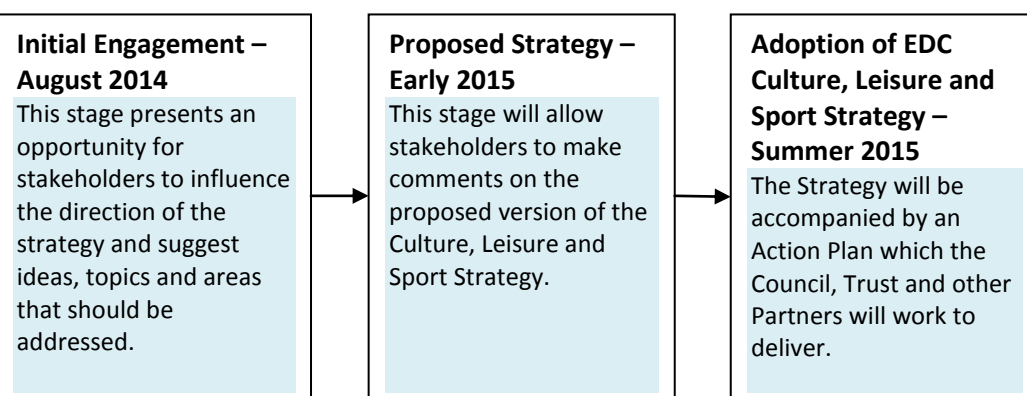 Initial Engagement –
August 2014
This stage presents an
opportunity for
stakeholders to influence
the direction of the
strategy and suggest
ideas, topics and areas
that should be
addressed.
Proposed Strategy –
Early 2015
This stage will allow
stakeholders to make
comments on the
proposed version of the
Culture, Leisure and
Sport Strategy.
Adoption of EDC
Culture, Leisure and
Sport Strategy –
Summer 2015
The Strategy will be
accompanied by an
Action Plan which the
Council, Trust and other
Partners will work to
deliver.